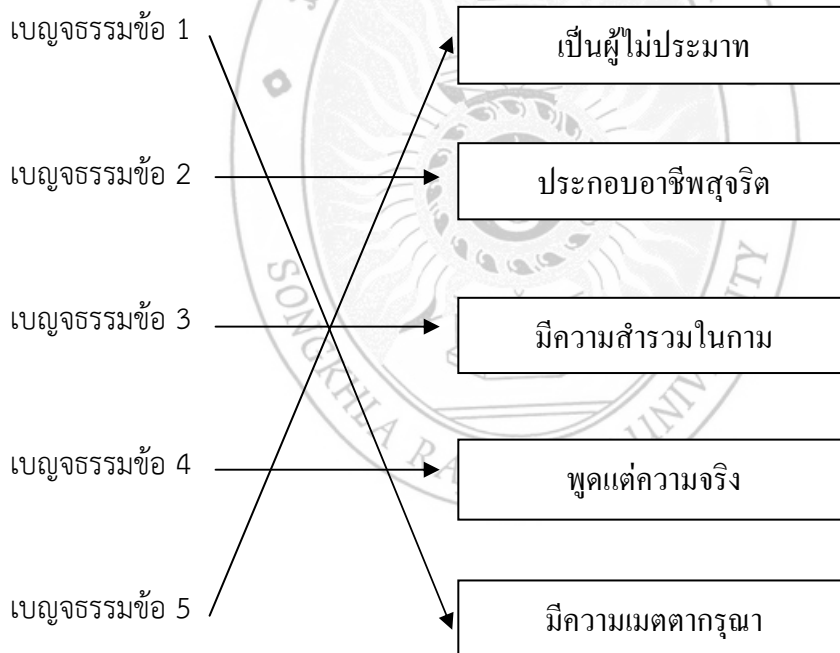 เบญจธรรมข้อ 1
เป็นผู้ไม่ประมาท
เบญจธรรมข้อ 2
ประกอบอาชีพสุจริต
เบญจธรรมข้อ 3
มีความสำรวมในกาม
เบญจธรรมข้อ 4
พูดแต่ความจริง
เบญจธรรมข้อ 5
มีความเมตตากรุณา
SONGKHLA RA
UNIVERSITY